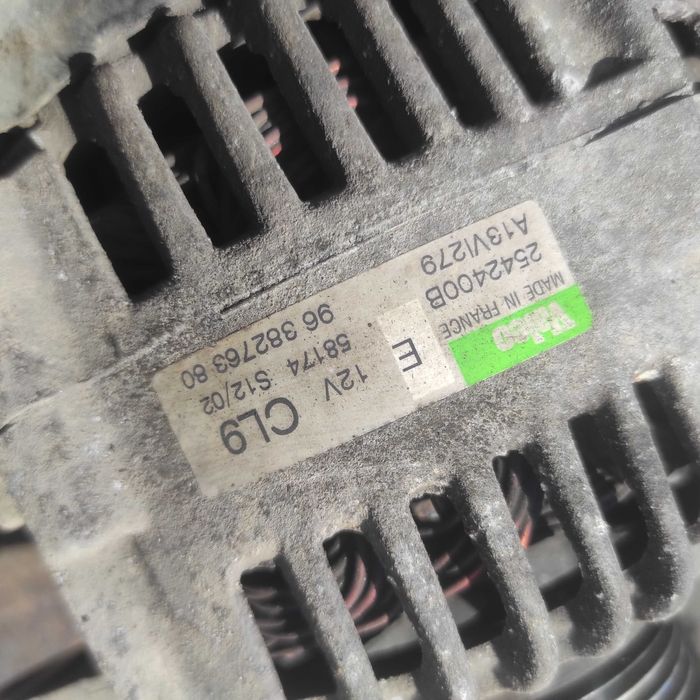 Valeo
MADE IN FRANCE
2542400B
A13VI279
E
CL9
12V
58174 S12/02
96 382763 80